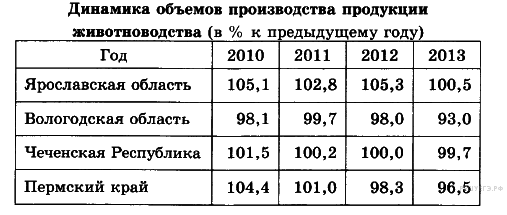 Динамика объемов производства продукции
животноводства (в % к предыдущему году)
Год 2010 2011 2012 2013
Ярославская область 105,1 102,8 105,3 100,5
Вологодская область 98,1 99,7 98,0 93,0
Чеченская Республика 101,5 100,2 100,0 99,7
Пермский край 104,4 101,0 98,3 96,5